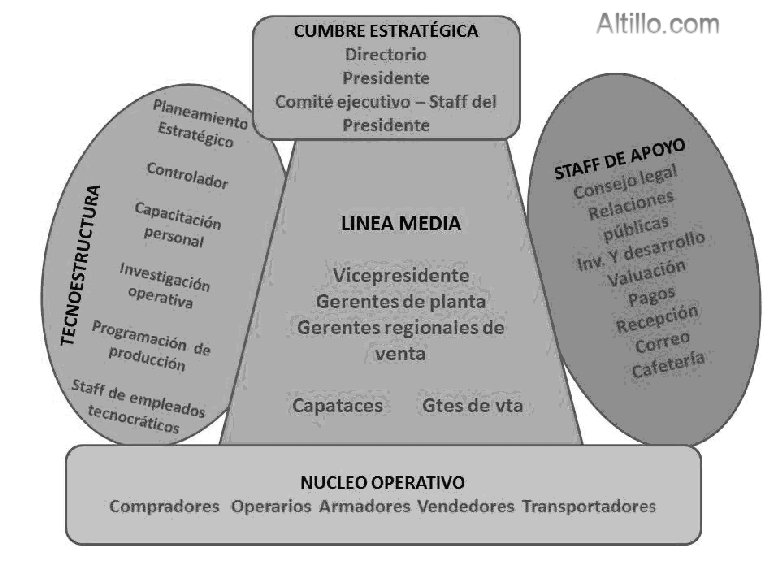 Altillo.com
CUMBRE ESTRATÉGICA
Directorio
Presidente
Comité ejecutivo – Staff del
Presidente
TECNOESTRUCTURA
Planeamiento
Estratégico
Controlador
Capacitación
personal
Investigación
operativa
Programación de
producción
Staff de empleados
tecnocráticos
LINEA MEDIA
Vicepresidente
Gerentes de planta
Gerentes regionales de
venta
Capataces Gtes de vta
STAFF DE APOYO
Consejo legal
Relaciones
públicas
Inv. Y desarrollo
Valuación
Pagos
Recepción
Correo
Cafetería
NUCLEO OPERATIVO
Compradores Operarios Armadores Vendedores Transportadores